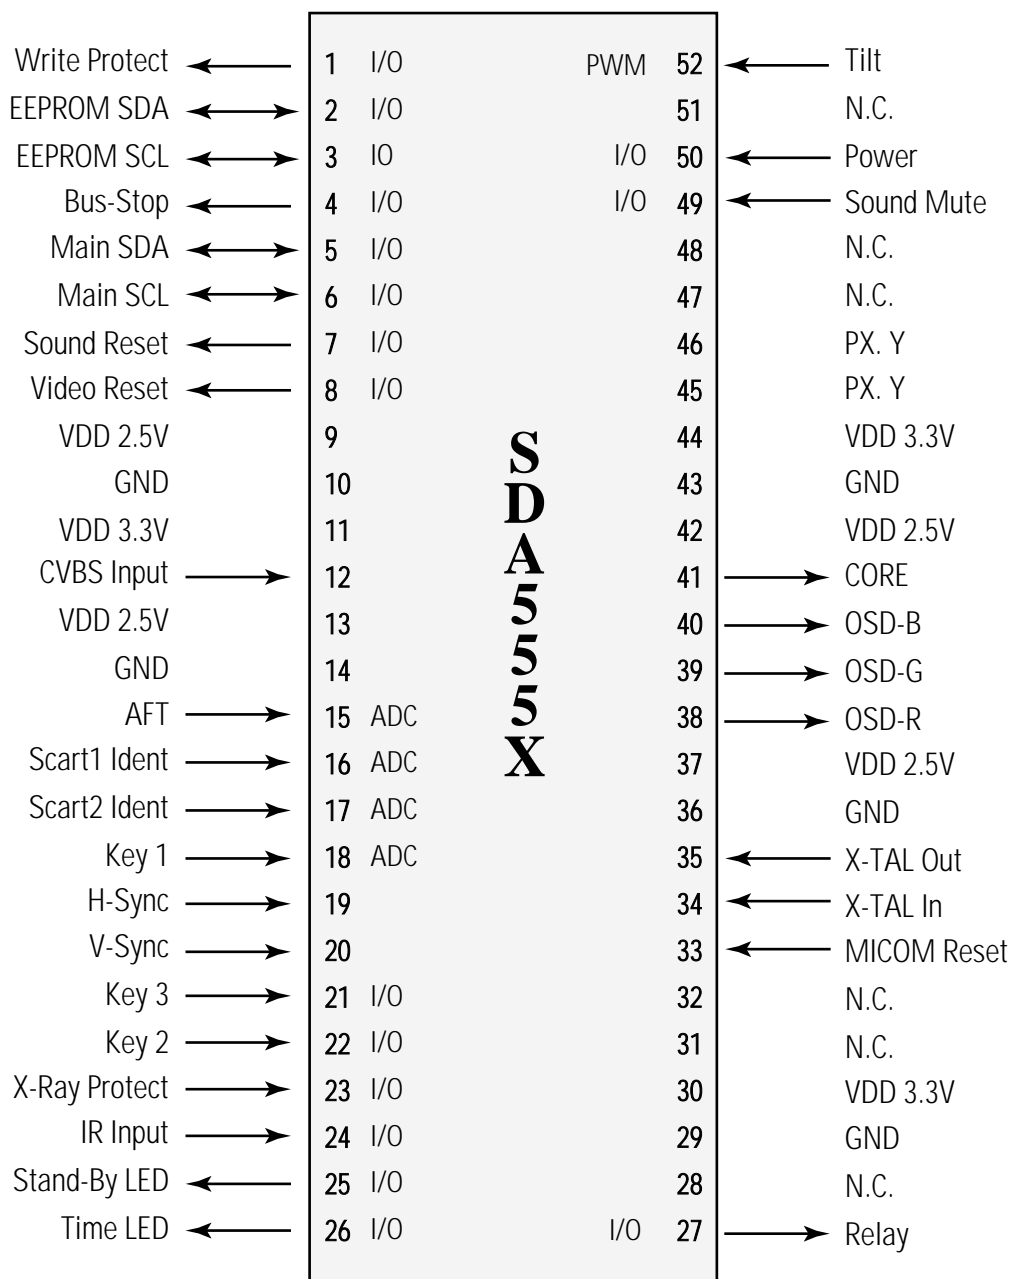 Write Protect 1 I/O PWM 52 Tilt
EEPROM SDA 2 I/O 51 N.C.
EEPROM SCL 3 IO I/O 50 Power
Bus-Stop 4 I/O I/O 49 Sound Mute
Main SDA 5 I/O 48 N.C.
Main SCL 6 I/O 47 N.C.
Sound Reset 7 I/O 46 PX. Y
Video Reset 8 I/O 45 PX. Y
VDD 2.5V 9 44 VDD 3.3V
GND 10 43 GND
VDD 3.3V 11 42 VDD 2.5V
CVBS Input 12 41 CORE
VDD 2.5V 13 40 OSD-B
GND 14 39 OSD-G
AFT 15 ADC 38 OSD-R
Scart1 Ident 16 ADC 37 VDD 2.5V
Scart2 Ident 17 ADC 36 GND
Key 1 18 ADC 35 X-TAL Out
H-Sync 19 34 X-TAL In
V-Sync 20 33 MICOM Reset
Key 3 21 I/O 32 N.C.
Key 2 22 I/O 31 N.C.
X-Ray Protect 23 I/O 30 VDD 3.3V
IR Input 24 I/O 29 GND
Stand-By LED 25 I/O 28 N.C.
Time LED 26 I/O I/O 27 Relay
SDA555X